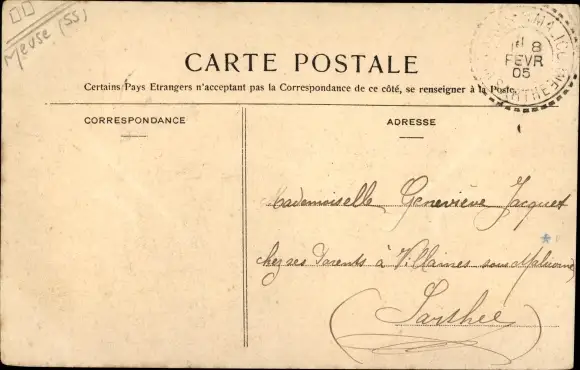 Meuse (55)
8
FEVR
05
SARTHE
CARTE POSTALE
Certains Pays Etrangers n'acceptant pas la Correspondance de ce côté, se renseigner à la Poste.
CORRESPONDANCE
ADRESSE
Mademoiselle Geneviève Jacquet
chez ses Parents à Villaines sous Malicorne
(Sarthe)